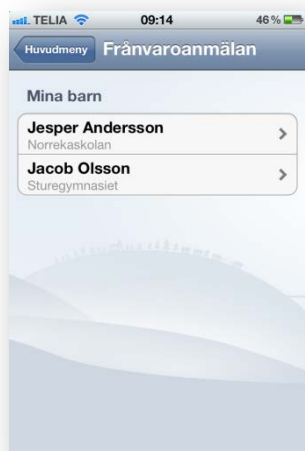 TELIA 09:14 46 %
Huvudmeny Frånvaroanmälan
Mina barn
Jesper Andersson
Norrekaskolan
Jacob Olsson
Sturegymnasiet